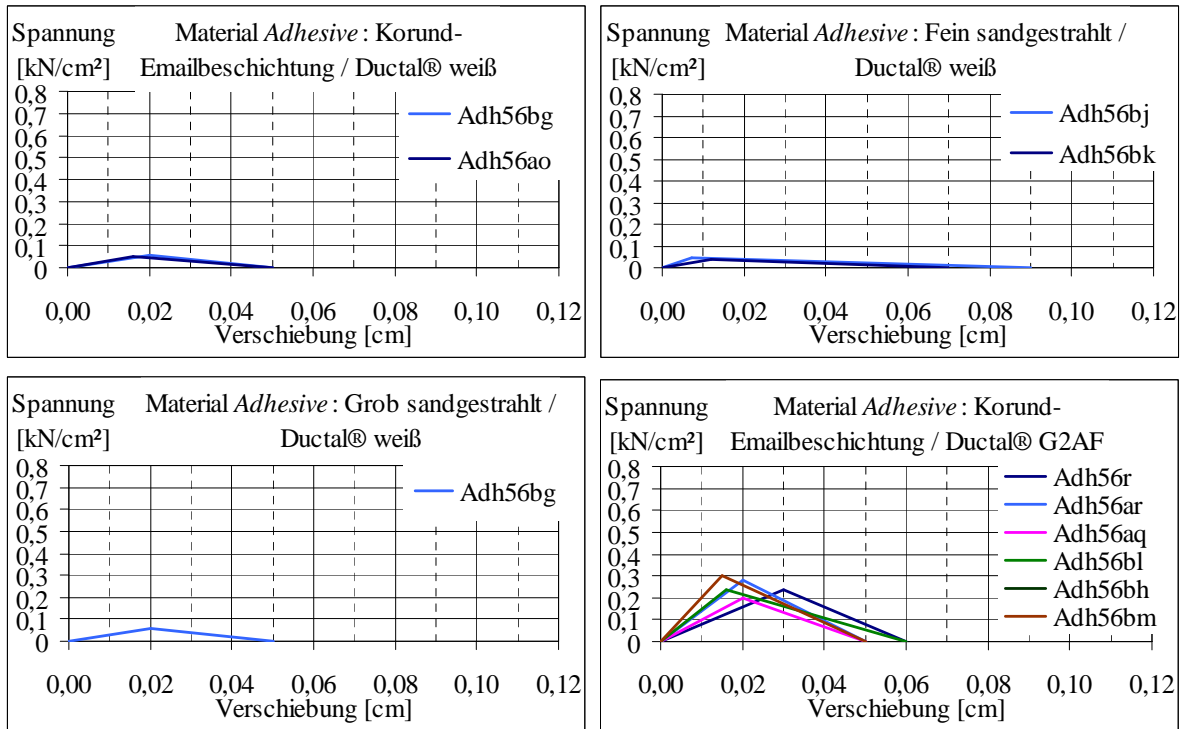 Spannung Material Adhesive: Korund-
[kN/cm²] Emailbeschichtung / Ductal® weiß
0,8
0,7
0,6
0,5
0,4
0,3
0,2
0,1
0
Adh56bg
Adh56ao
0,00 0,02 0,04 0,06 0,08 0,10 0,12
Verschiebung [cm]
Spannung Material Adhesive: Fein sandgestrahlt /
[kN/cm²] Ductal® weiß
0,8
0,7
0,6
0,5
0,4
0,3
0,2
0,1
0
Adh56bj
Adh56bk
0,00 0,02 0,04 0,06 0,08 0,10 0,12
Verschiebung [cm]
Spannung Material Adhesive: Grob sandgestrahlt /
[kN/cm²] Ductal® weiß
0,8
0,7
0,6
0,5
0,4
0,3
0,2
0,1
0
Adh56bg
0,00 0,02 0,04 0,06 0,08 0,10 0,12
Verschiebung [cm]
Spannung Material Adhesive: Korund-
[kN/cm²] Emailbeschichtung / Ductal® G2AF
0,8
0,7
0,6
0,5
0,4
0,3
0,2
0,1
0
Adh56r
Adh56ar
Adh56aq
Adh56bl
Adh56bh
Adh56bm
0,00 0,02 0,04 0,06 0,08 0,10 0,12
Verschiebung [cm]